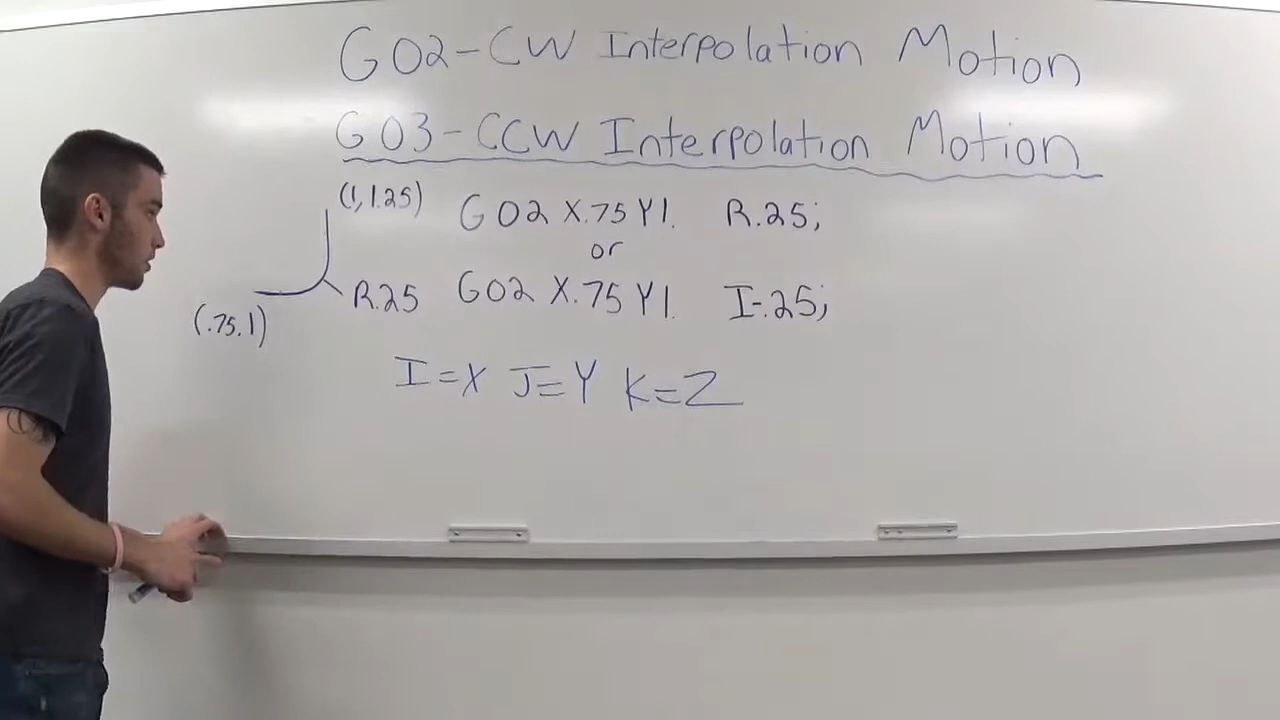 G02-CW Interpolation Motion
G03-CCW Interpolation Motion
(1, 1.25) G02 X.75 Y1. R.25;
or
R.25 G02 X.75 Y1. I-.25;
(.75,1)
I=X J=Y K=Z